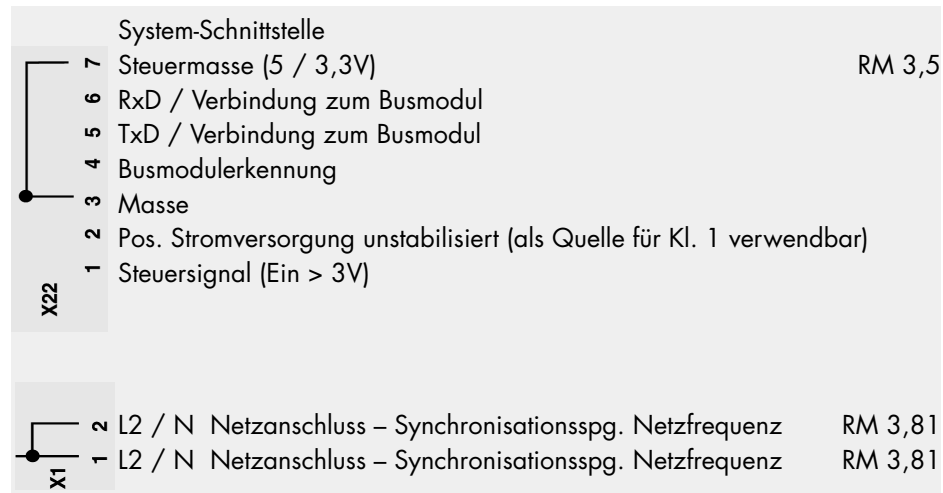 System-Schnittstelle
7 Steuermasse (5 / 3,3V) RM 3,5
6 RxD / Verbindung zum Busmodul
5 TxD / Verbindung zum Busmodul
4 Busmodulerkennung
3 Masse
2 Pos. Stromversorgung unstabilisiert (als Quelle für Kl. 1 verwendbar)
1 Steuersignal (Ein > 3V)
X22
2 L2 / N Netzanschluss – Synchronisationsspg. Netzfrequenz RM 3,81
1 L2 / N Netzanschluss – Synchronisationsspg. Netzfrequenz RM 3,81
X1